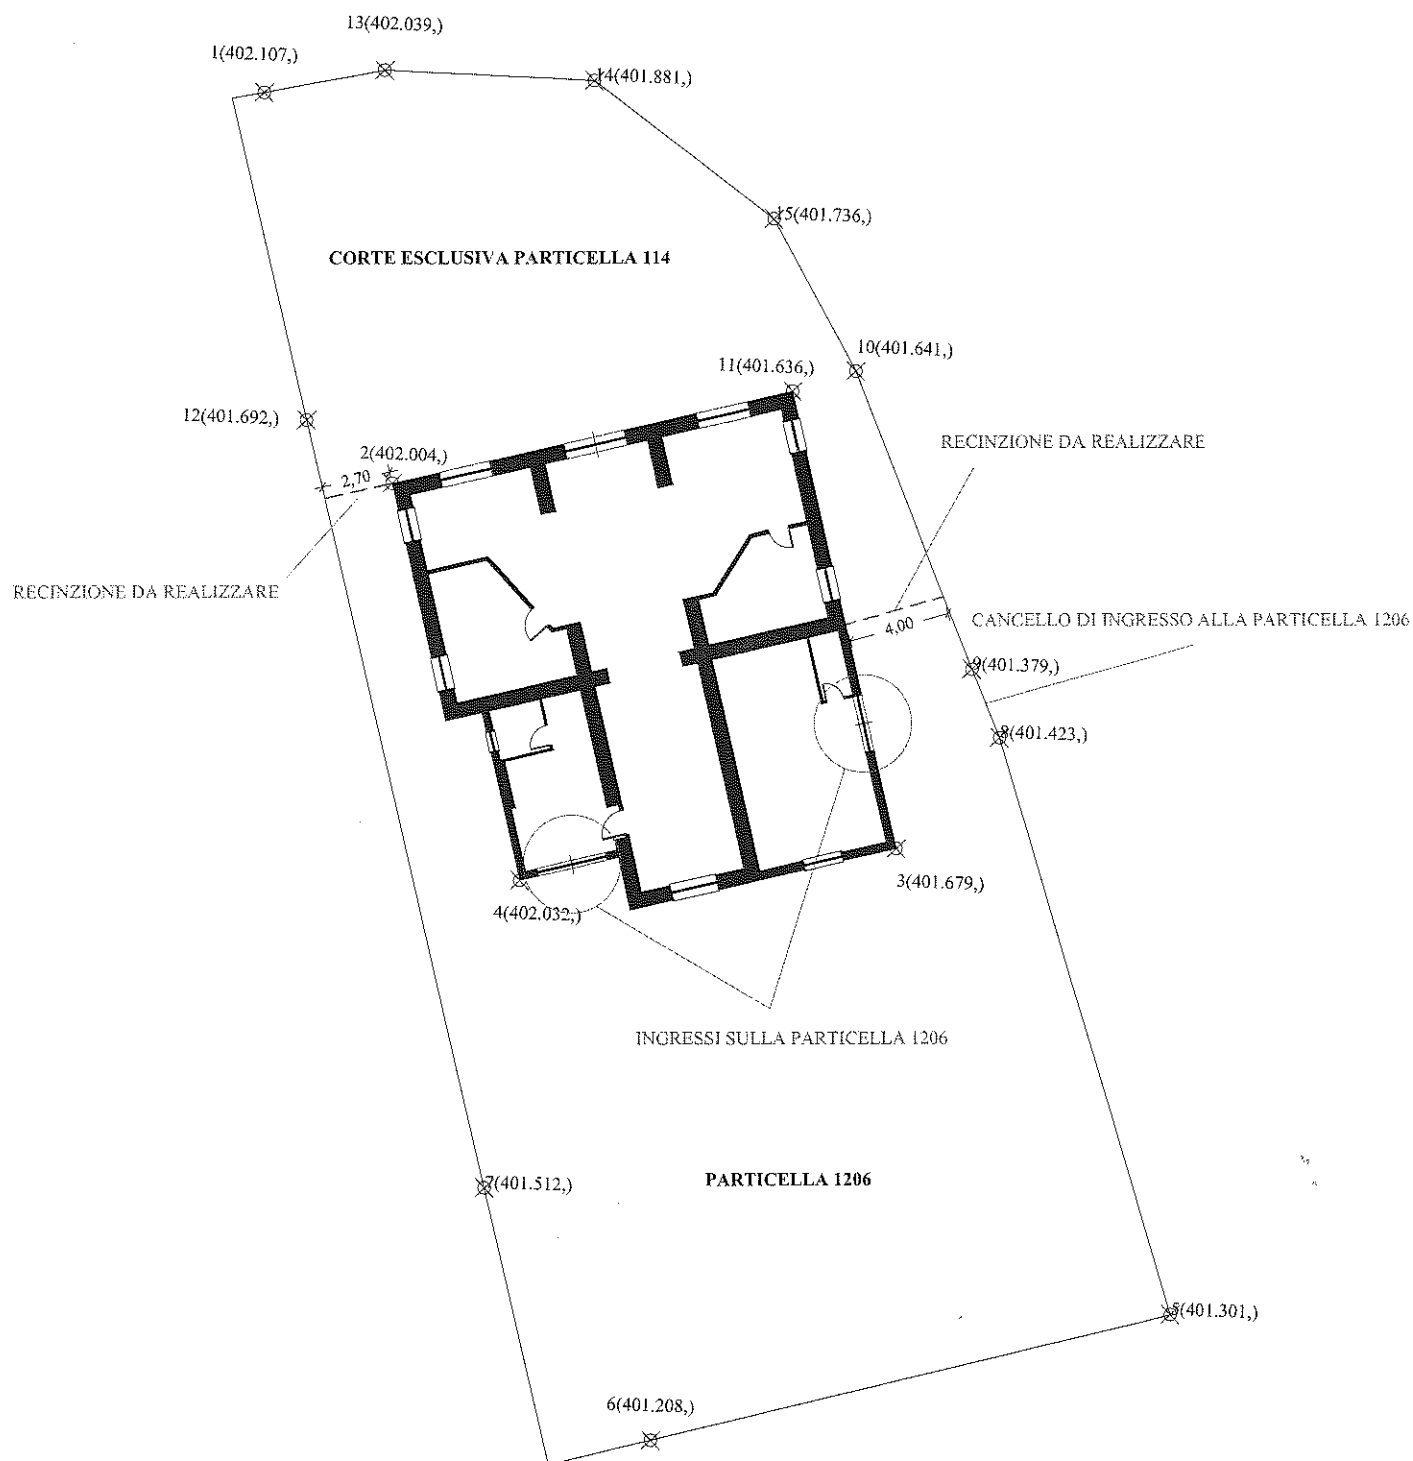 13(402.039,)
1(402.107,)
14(401.881,)
15(401.736,)
CORTE ESCLUSIVA PARTICELLA 114
10(401.641,)
11(401.636,)
12(401.692,)
RECINZIONE DA REALIZZARE
2(402.004,)
2,70
RECINZIONE DA REALIZZARE
4,00
CANCELLO DI INGRESSO ALLA PARTICELLA 1206
9(401.379,)
8(401.423,)
3(401.679,)
4(402.032,)
INGRESSI SULLA PARTICELLA 1206
7(401.512,)
PARTICELLA 1206
5(401.301,)
6(401.208,)